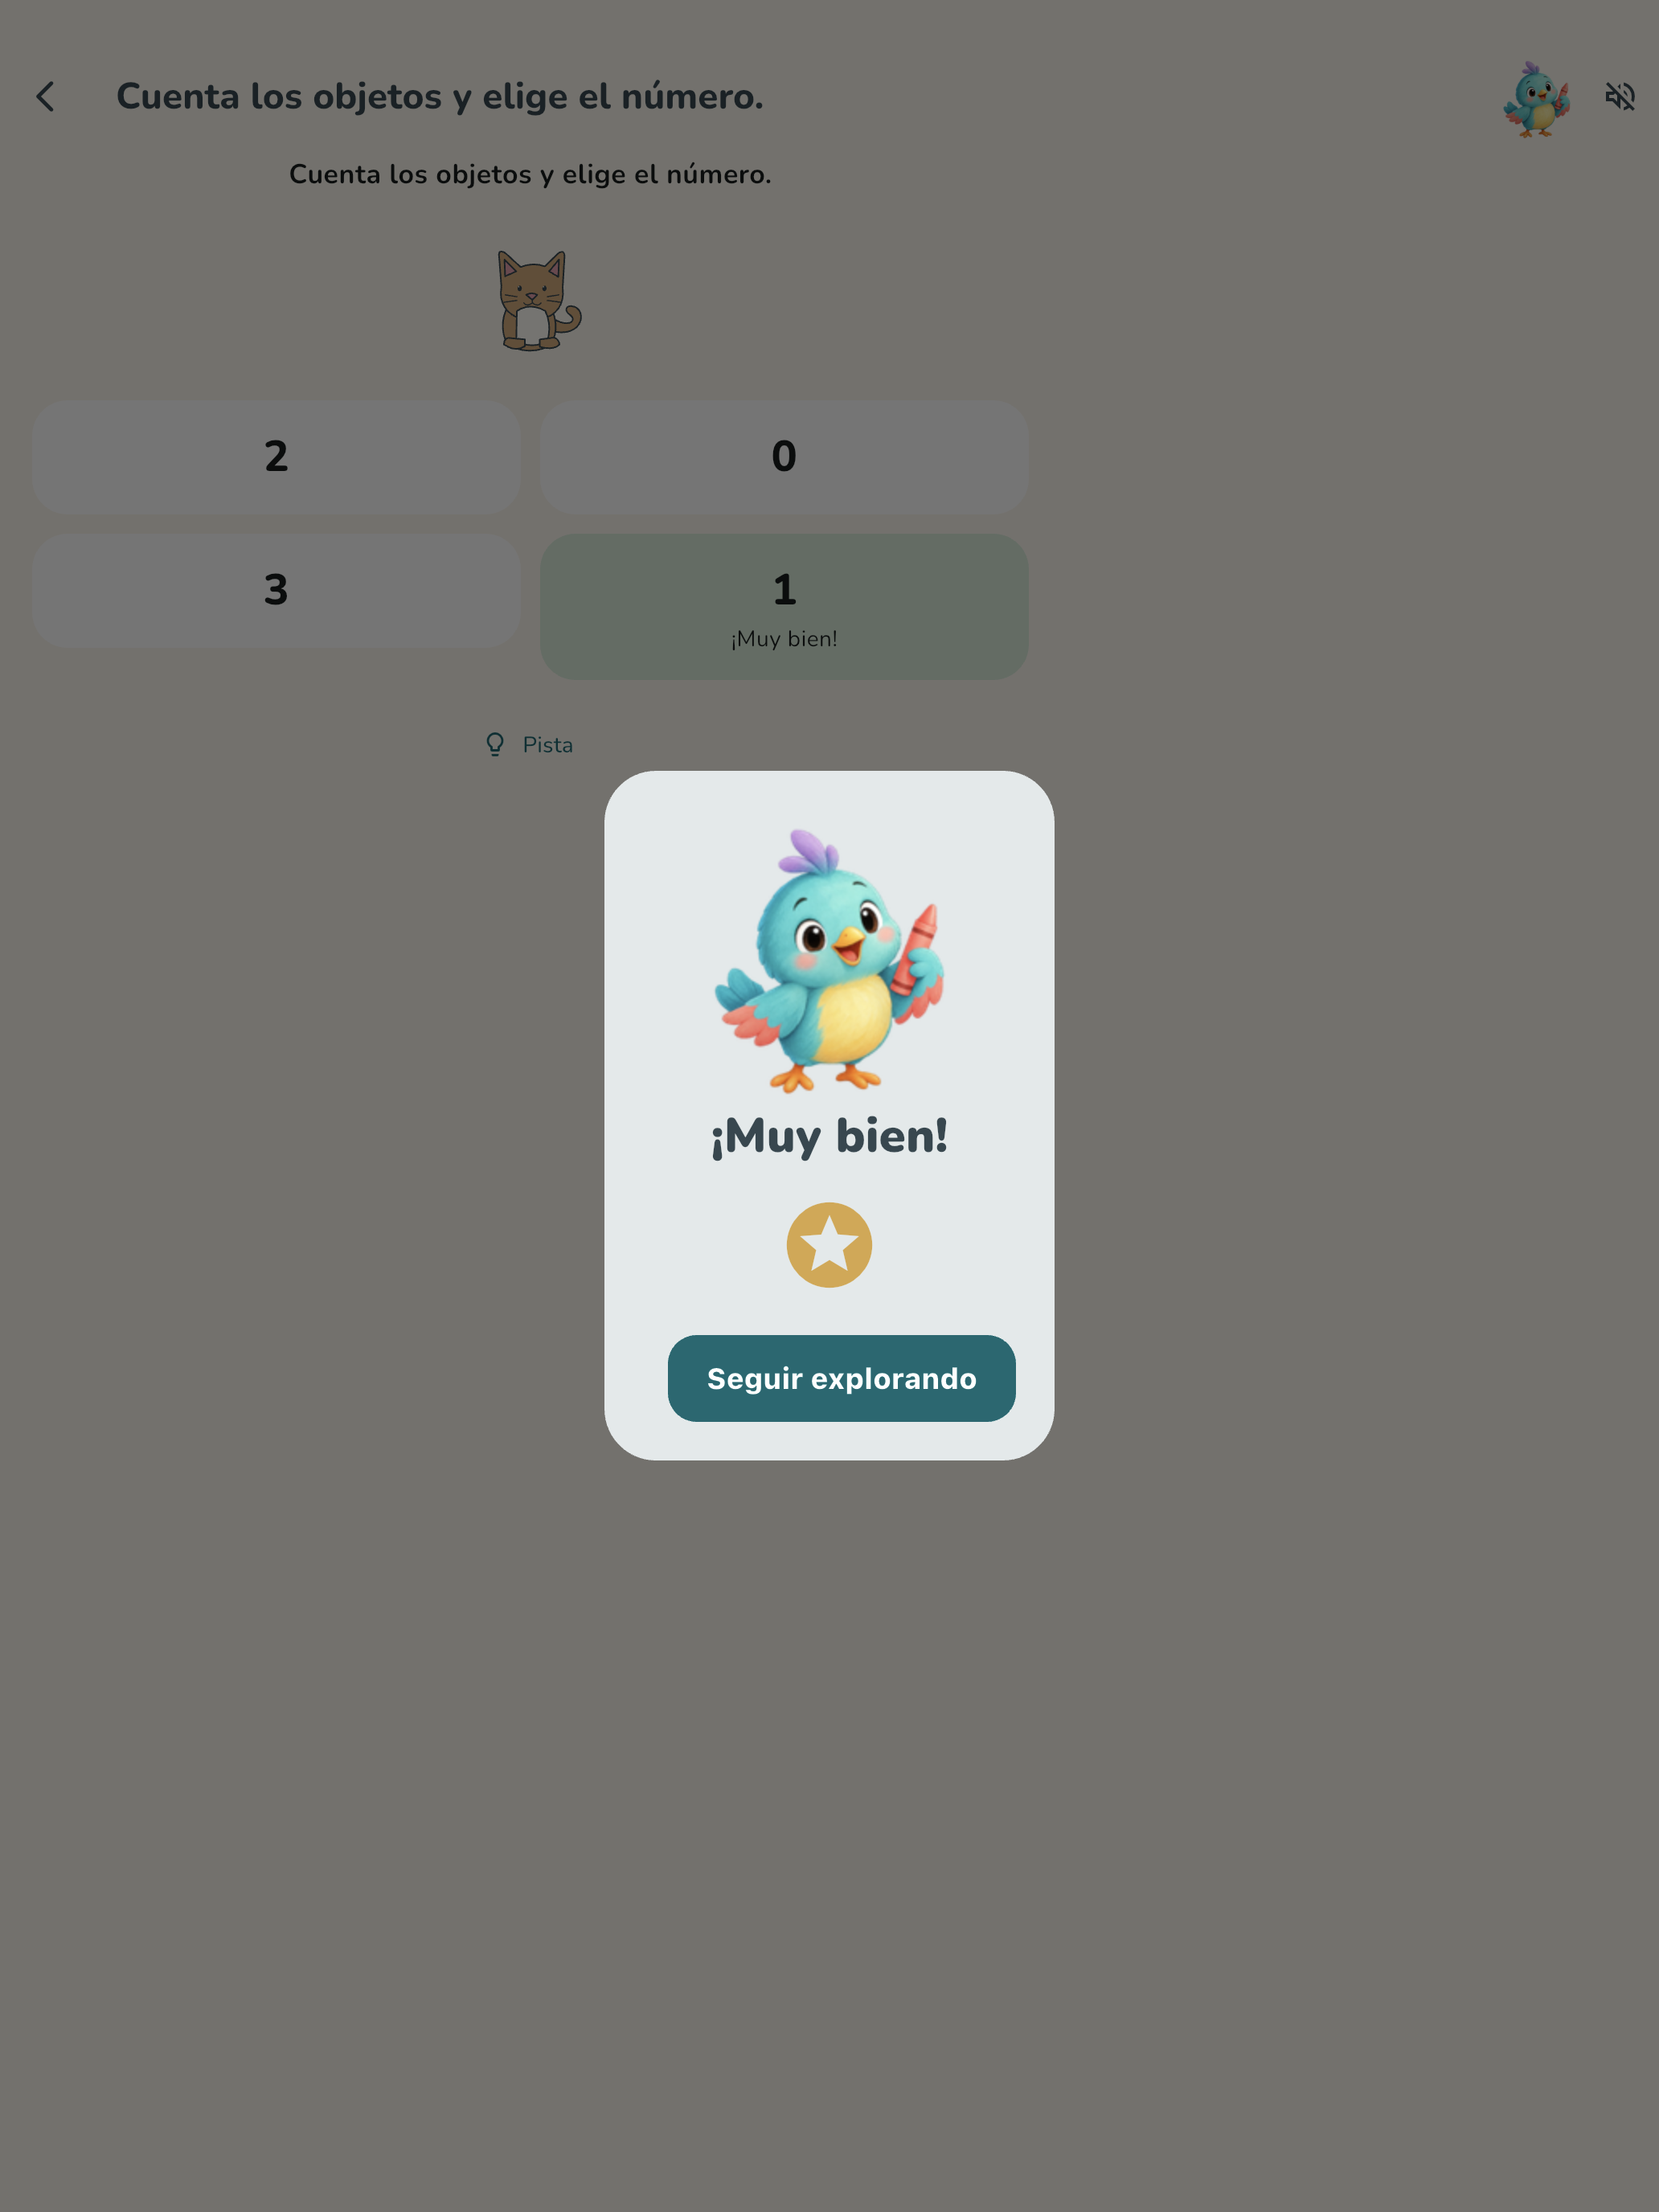 Cuenta los objetos y elige el número.
Cuenta los objetos y elige el número.
2
0
3
1
¡Muy bien!
Pista
¡Muy bien!
Seguir explorando